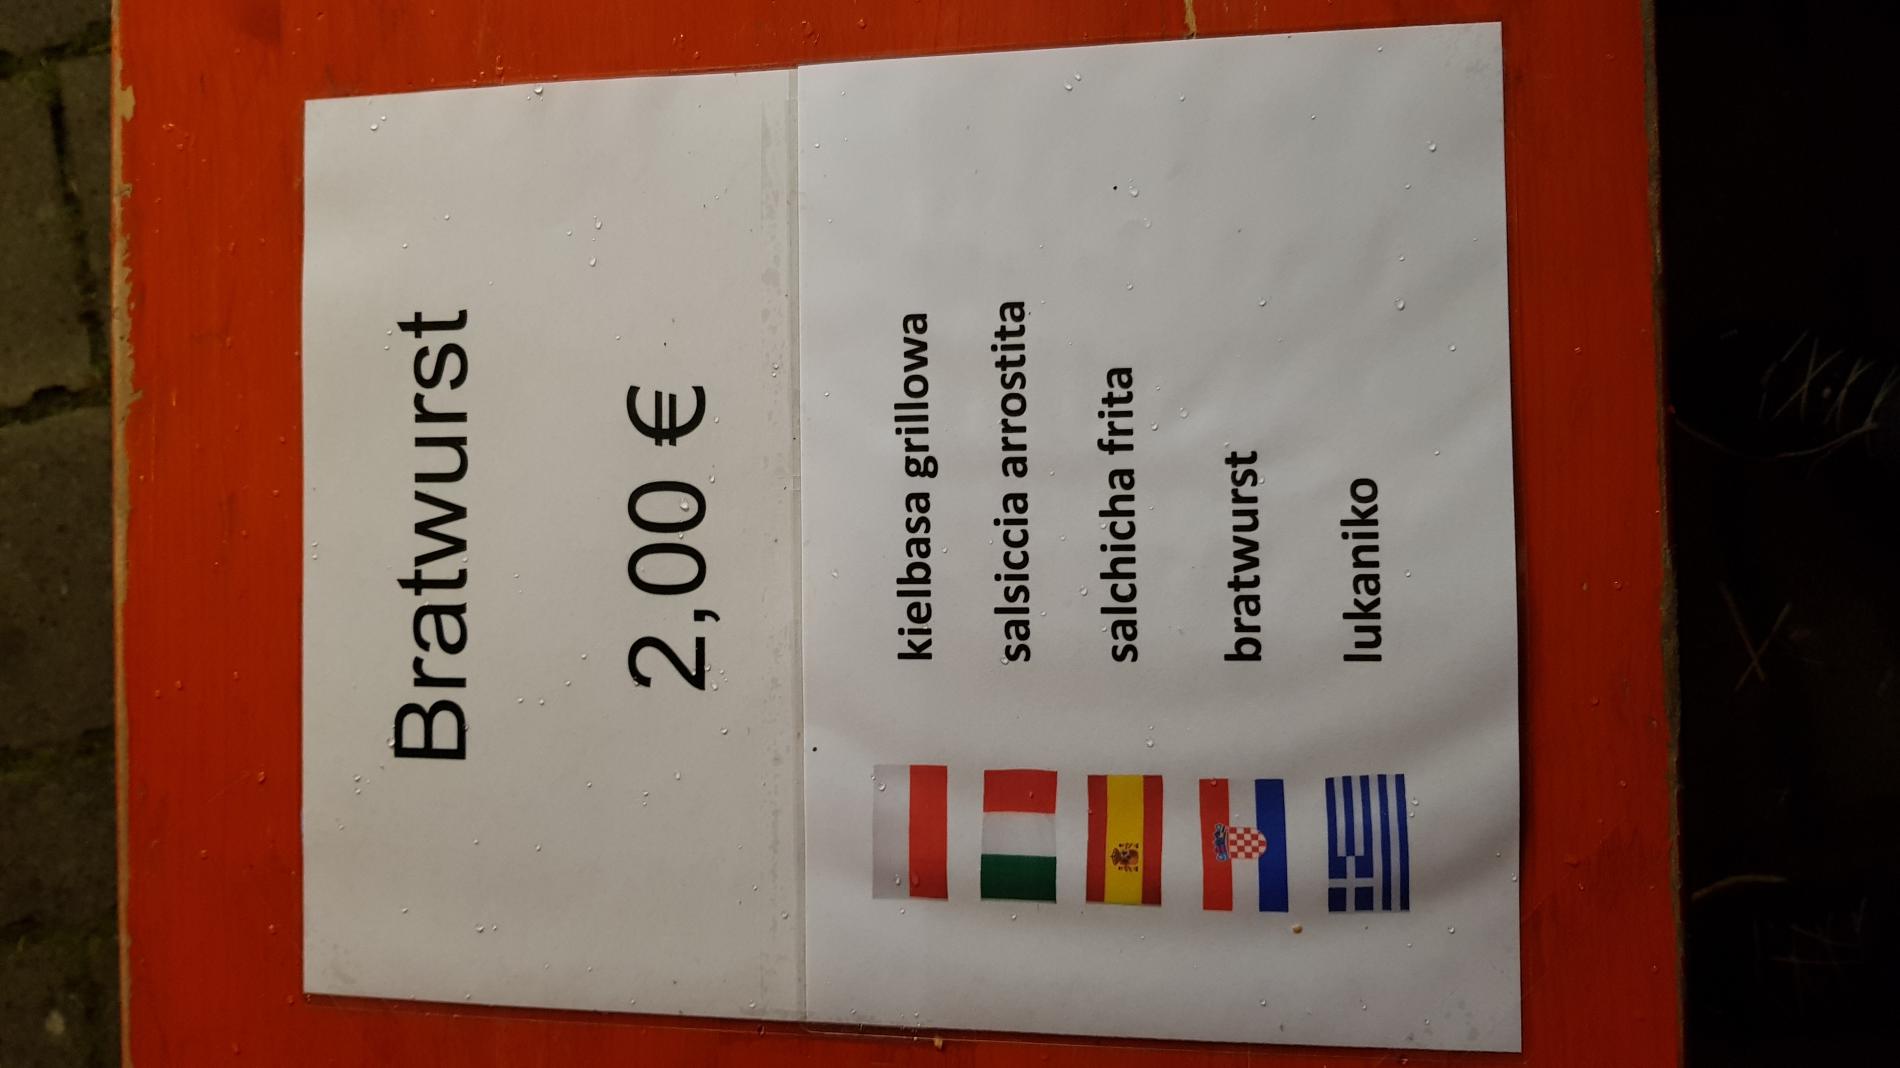 Bratwurst
2,00 €
kielbasa grillowa
salsiccia arrostita
salchicha frita
bratwurst
lukaniko